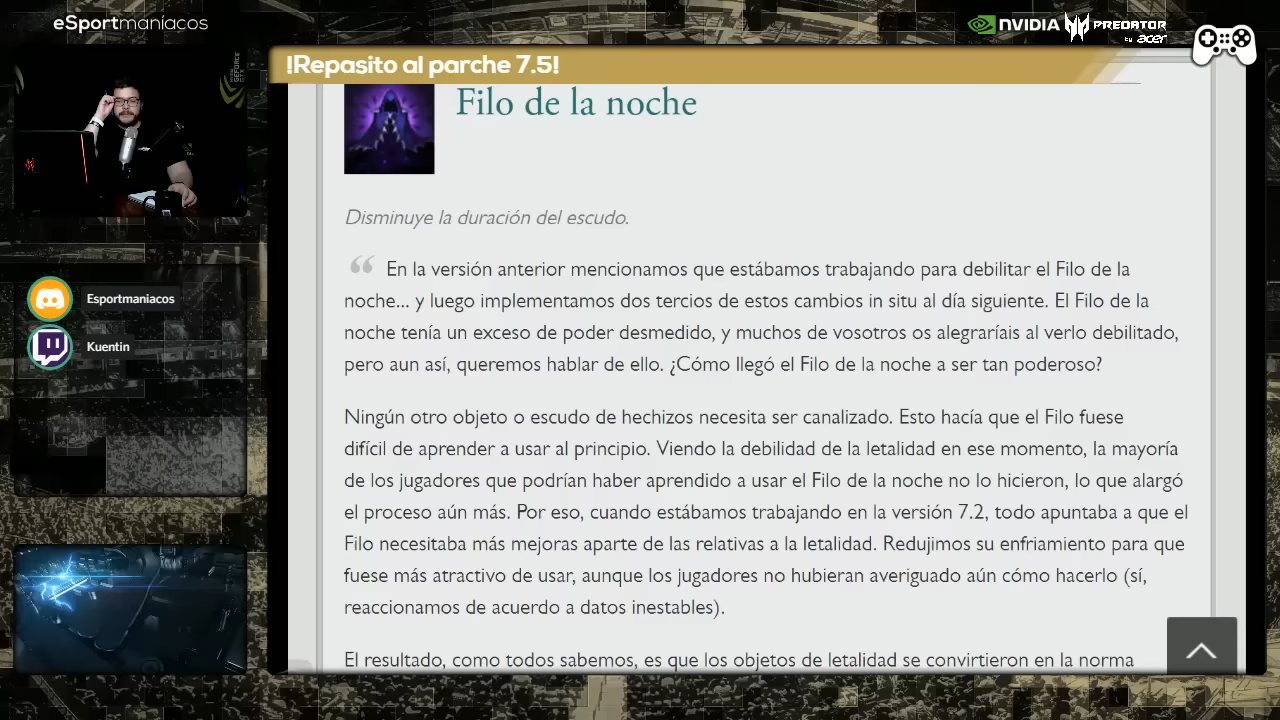 eSportmaníacos
NVIDIA
PREDATOR
by acer
!Repasito al parche 7.5!
Filo de la noche
Disminuye la duración del escudo.
“ En la versión anterior mencionamos que estábamos trabajando para debilitar el Filo de la
noche... y luego implementamos dos tercios de estos cambios in situ al día siguiente. El Filo de la
noche tenía un exceso de poder desmedido, y muchos de vosotros os alegraríais al verlo debilitado,
pero aun así, queremos hablar de ello. ¿Cómo llegó el Filo de la noche a ser tan poderoso?
Ningún otro objeto o escudo de hechizos necesita ser canalizado. Esto hacía que el Filo fuese
difícil de aprender a usar al principio. Viendo la debilidad de la letalidad en ese momento, la mayoría
de los jugadores que podrían haber aprendido a usar el Filo de la noche no lo hicieron, lo que alargó
el proceso aún más. Por eso, cuando estábamos trabajando en la versión 7.2, todo apuntaba a que el
Filo necesitaba más mejoras aparte de las relativas a la letalidad. Redujimos su enfriamiento para que
fuese más atractivo de usar, aunque los jugadores no hubieran averiguado aún cómo hacerlo (sí,
reaccionamos de acuerdo a datos inestables).
El resultado, como todos sabemos, es que los objetos de letalidad se convirtieron en la norma
Esportmaniacos
Kuentin